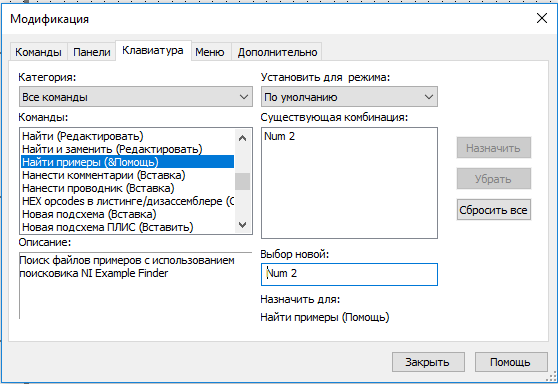 Модификация
Команды Панели Клавиатура Меню Дополнительно
Категория:
Все команды
Установить для режима:
По умолчанию
Команды:
Найти (Редактировать)
Найти и заменить (Редактировать)
Найти примеры (&Помощь)
Нанести комментарии (Вставка)
Нанести проводник (Вставка)
HEX opcodes в листинге/дизассемблере (С
Новая подсхема (Вставка)
Новая подсхема ПЛИС (Вставить)
Существующая комбинация:
Num 2
Назначить
Убрать
Сбросить все
Описание:
Поиск файлов примеров с использованием
поисковика NI Example Finder
Выбор новой:
Num 2
Назначить для:
Найти примеры (Помощь)
Закрыть
Помощь